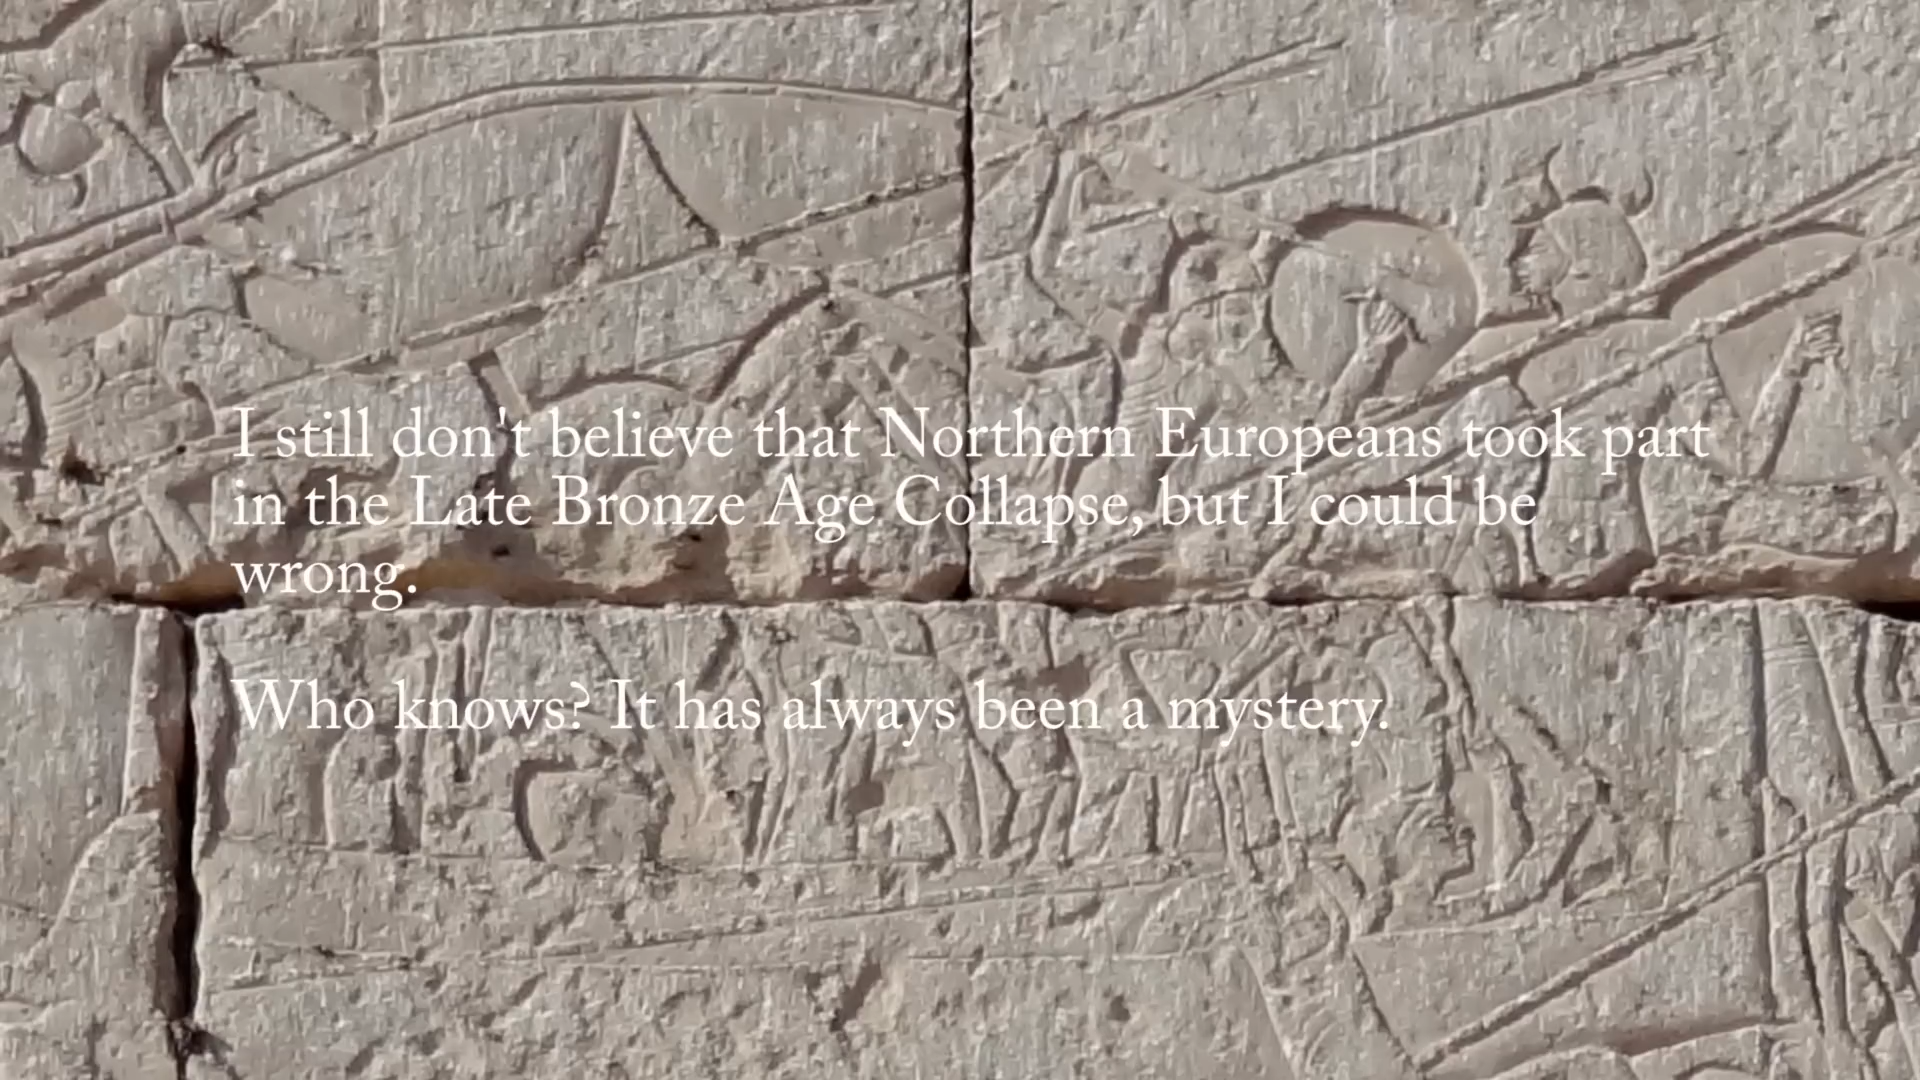 I still don't believe that Northern Europeans took part
in the Late Bronze Age Collapse, but I could be
wrong.
Who knows? It has always been a mystery.